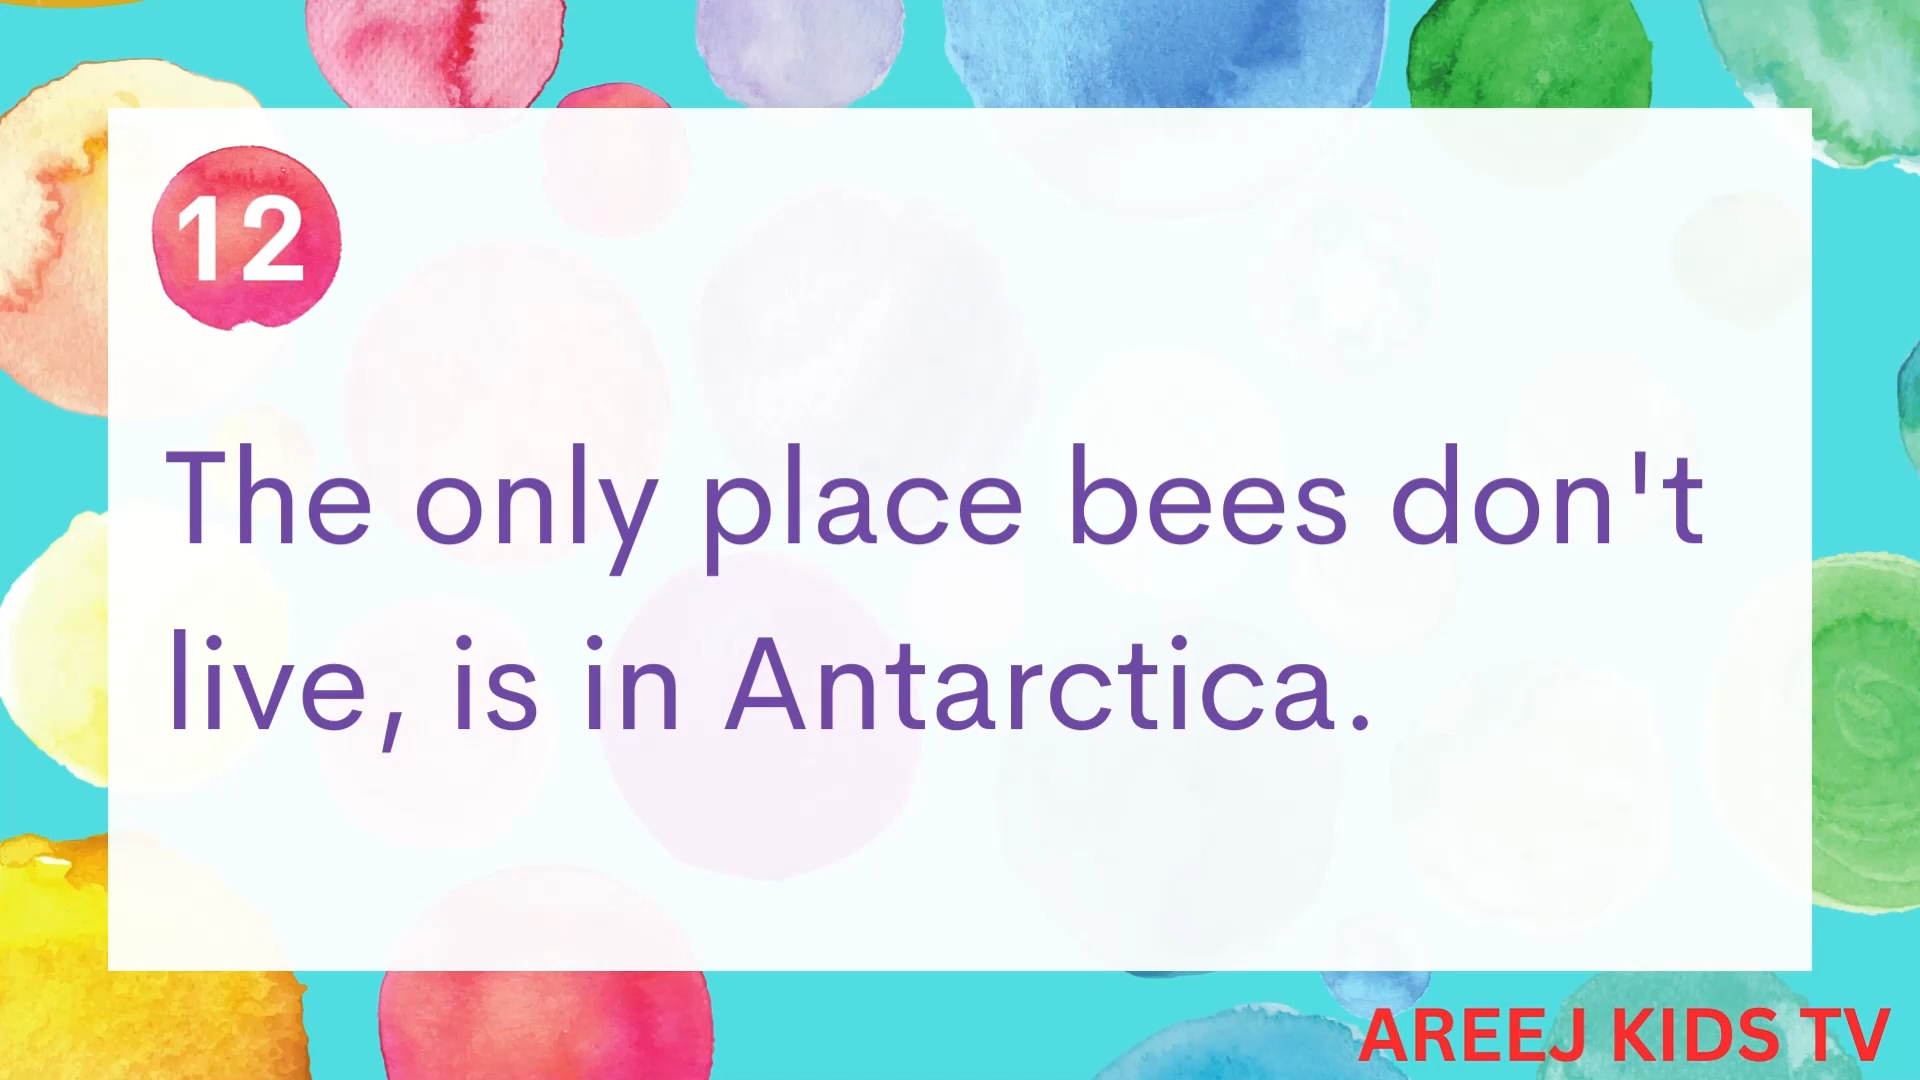 12
The only place bees don't
live, is in Antarctica.
AREEJ KIDS TV